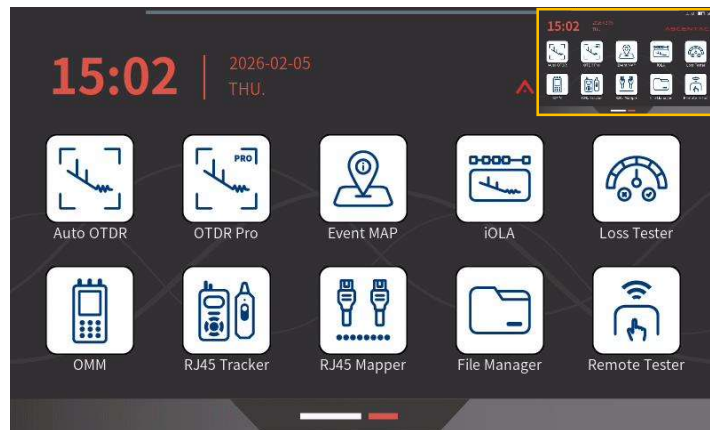 15:02
2026-02-05
THU.
15:02
Auto OTDR
PRO
OTDR Pro
Event MAP
iOLA
Loss Tester
OMM
RJ45 Tracker
RJ45 Mapper
File Manager
Remote Tester